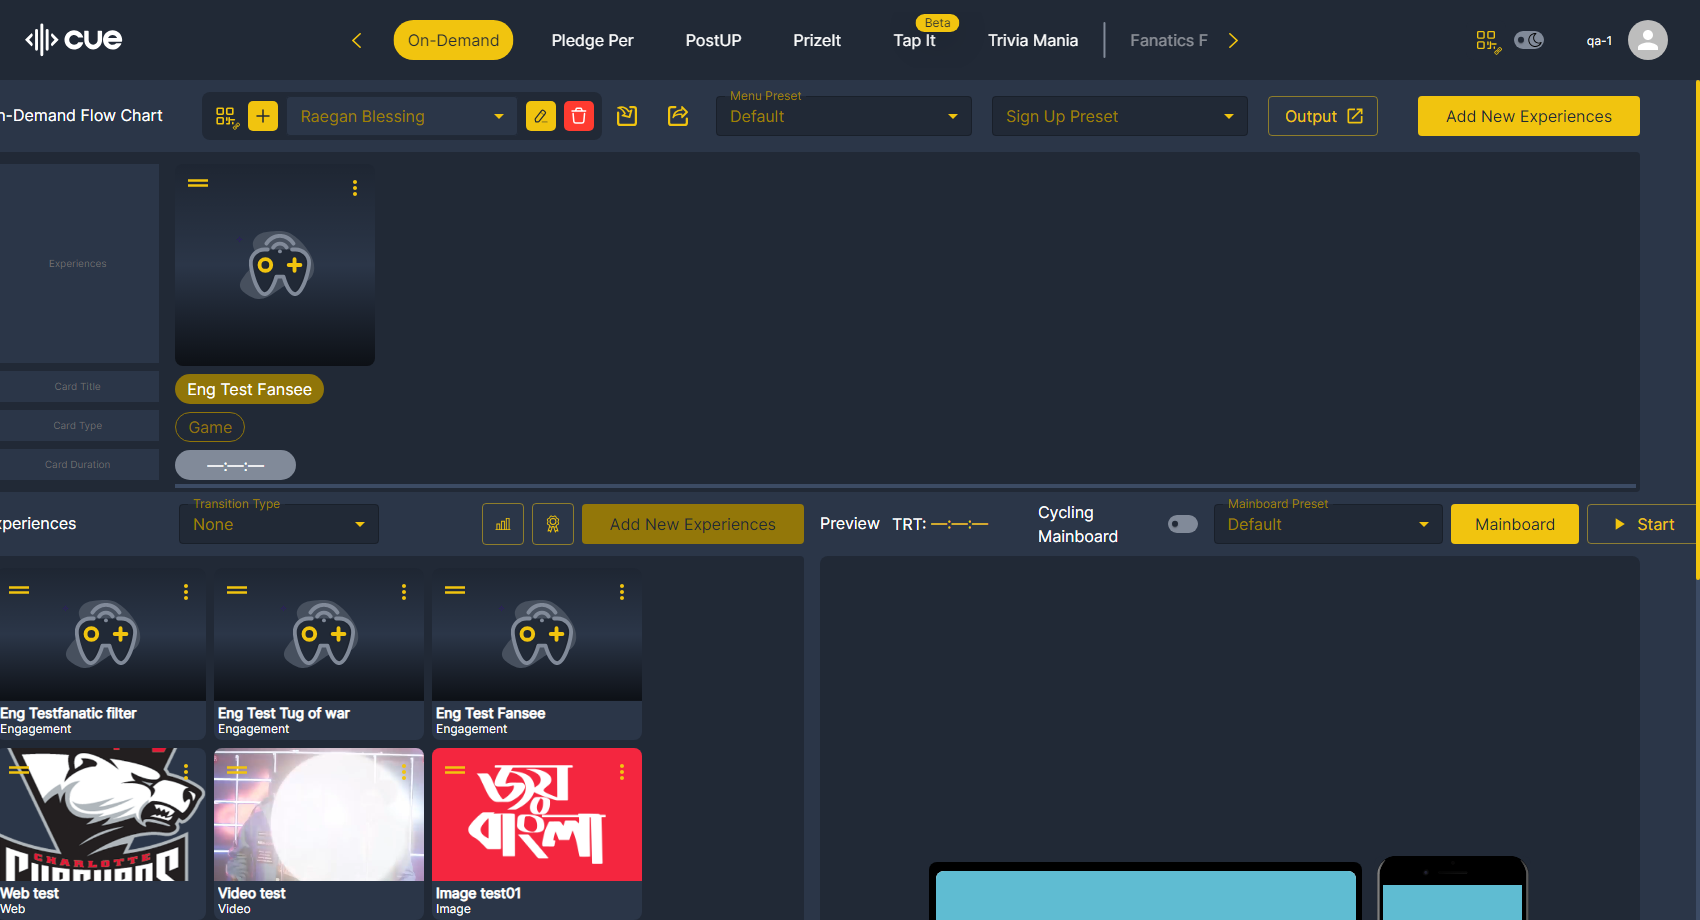 cue
On-Demand
Pledge Per
PostUP
PrizeIt
Beta
Tap It
Trivia Mania
Fanatics F
qa-1
n-Demand Flow Chart
Raegan Blessing
Menu Preset
Default
Sign Up Preset
Output
Add New Experiences
Experiences
Card Title
Card Type
Card Duration
Eng Test Fansee
Game
—:—:—
xperiences
Transition Type
None
Add New Experiences
Preview
TRT: —:—:—
Cycling
Mainboard
Mainboard Preset
Default
Mainboard
Start
Eng Testfanatic filter
Engagement
Eng Test Tug of war
Engagement
Eng Test Fansee
Engagement
CHARLOTTE
জয়
বাংলা
Web test
Web
Video test
Video
Image test01
Image